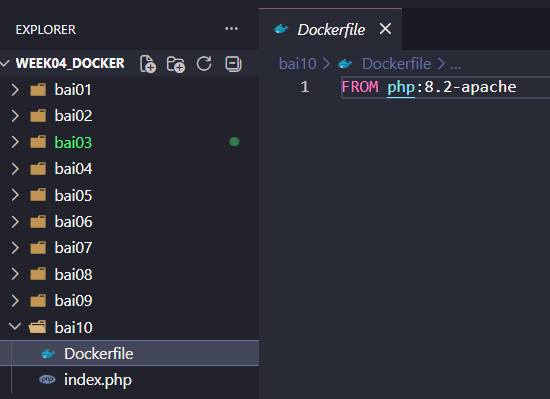 EXPLORER
WEEK04_DOCKER
bai01
bai02
bai03
bai04
bai05
bai06
bai07
bai08
bai09
bai10
Dockerfile
index.php
Dockerfile
bai10 > Dockerfile > ...
1 FROM php:8.2-apache